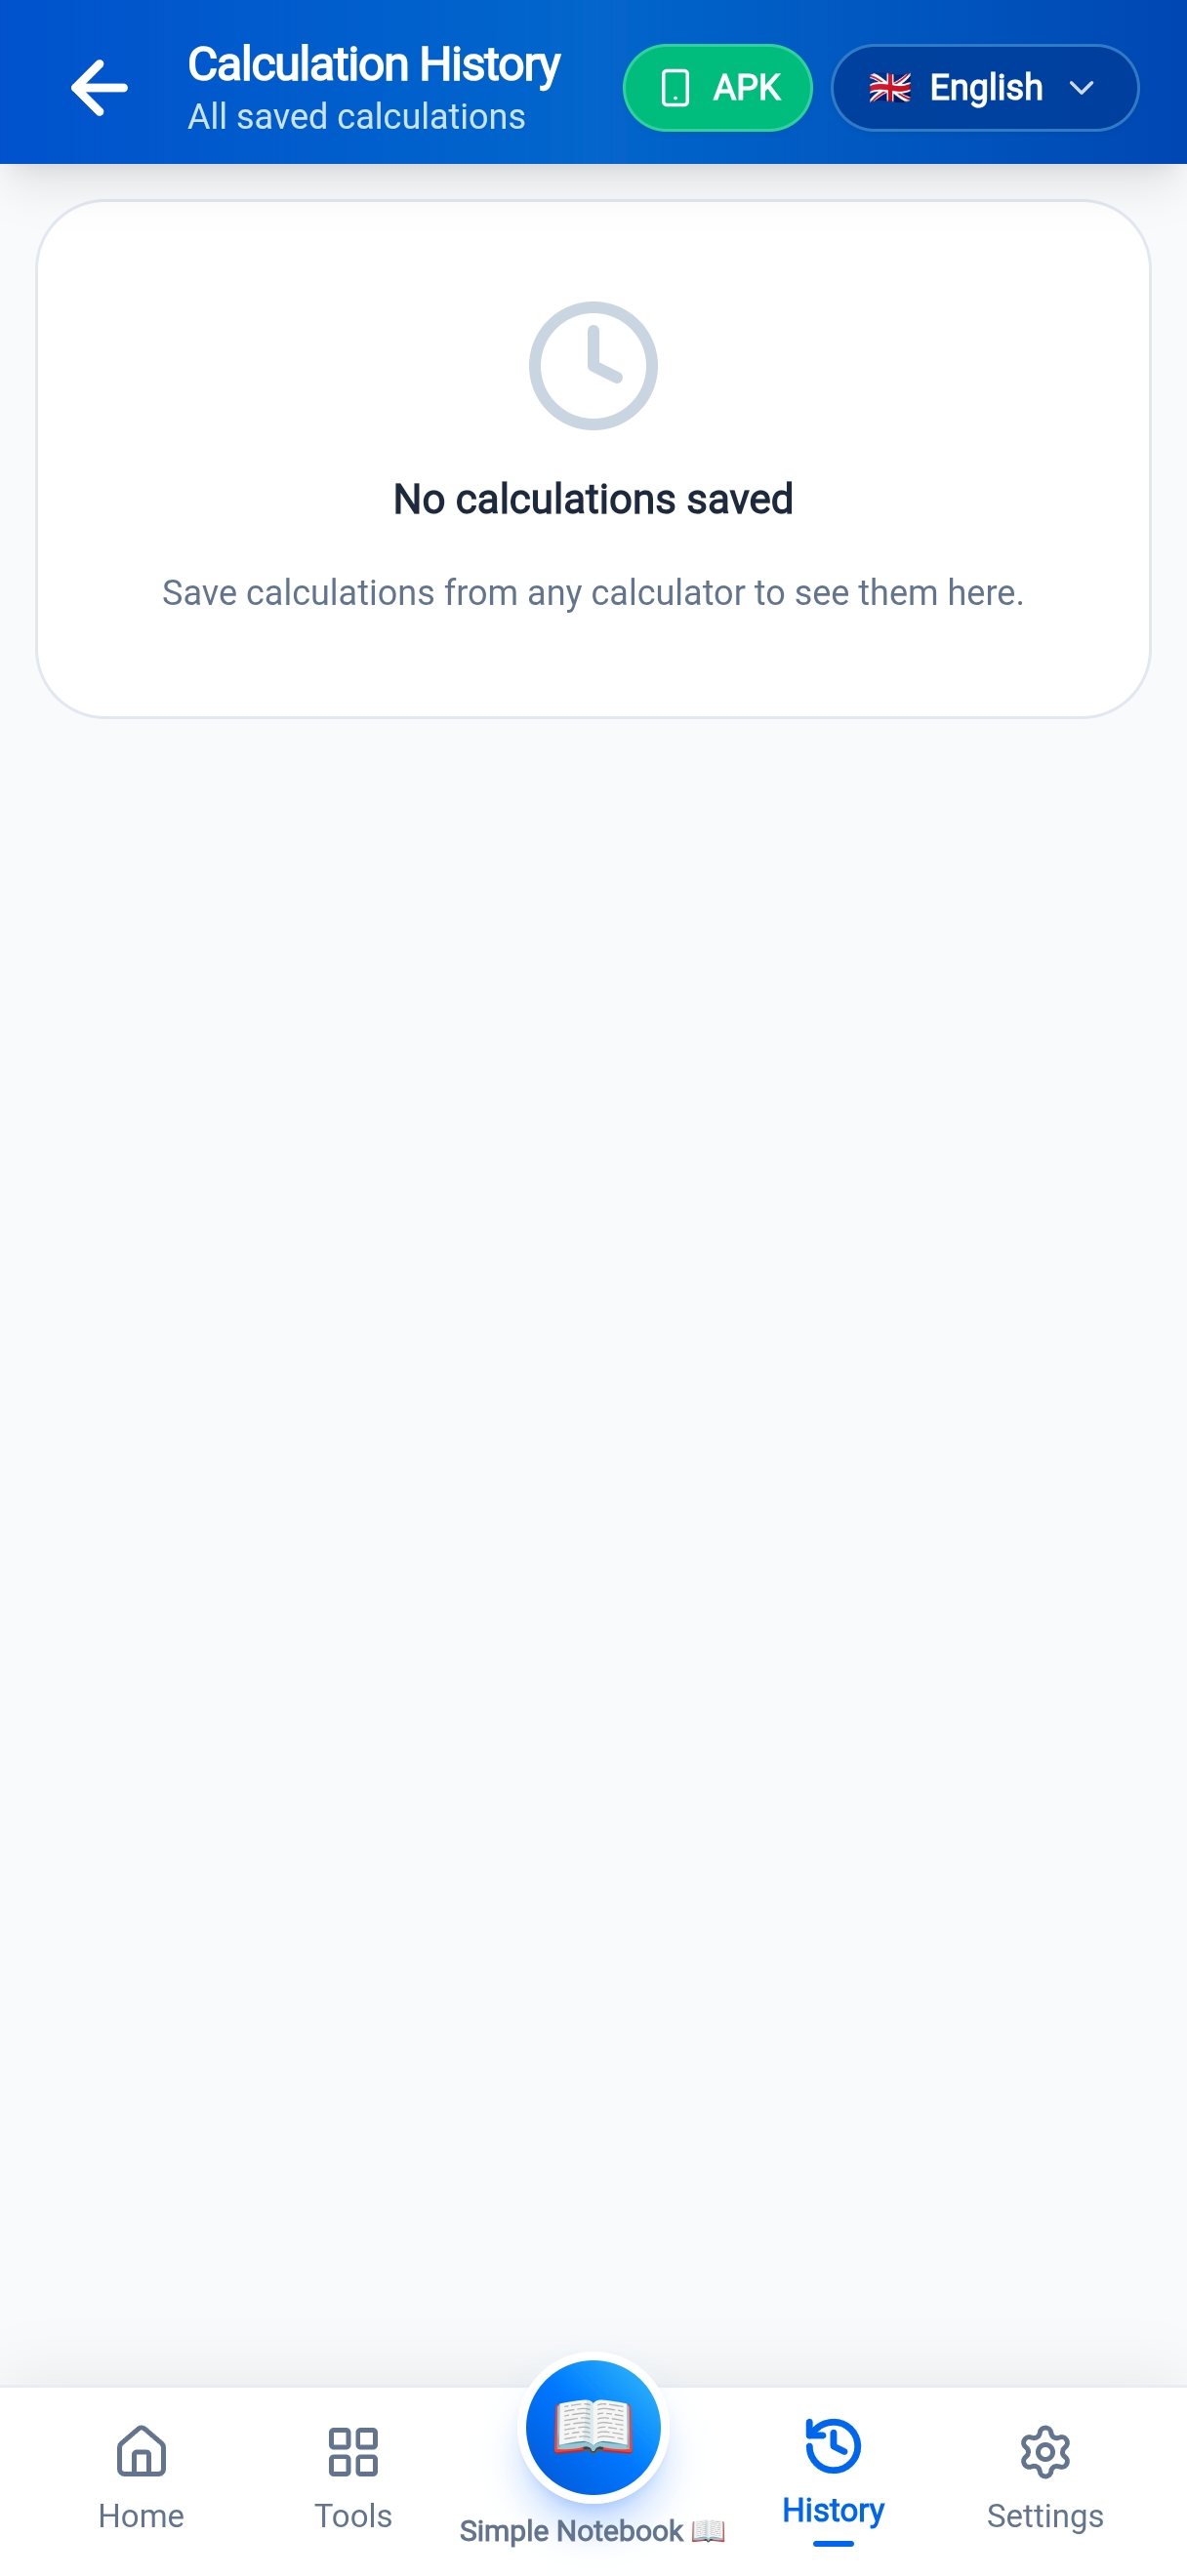 Calculation History
All saved calculations
APK
English
No calculations saved
Save calculations from any calculator to see them here.
Home
Tools
Simple Notebook 📖
History
Settings